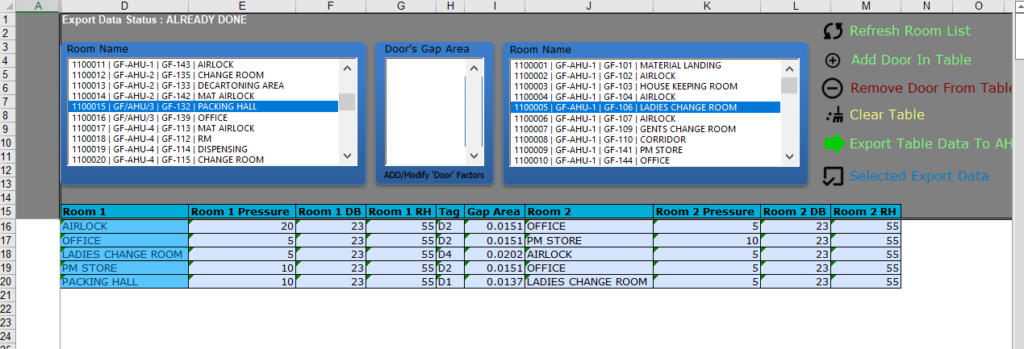 A D E F G H I J K L M N O
1 Export Data Status : ALREADY DONE
2 Refresh Room List
3 Room Name Door's Gap Area Room Name
4 1100011 | GF-AHU-1 | GF-143 | AIRLOCK 1100001 | GF-AHU-1 | GF-101 | MATERIAL LANDING Add Door In Table
5 1100012 | GF-AHU-2 | GF-135 | CHANGE ROOM 1100002 | GF-AHU-1 | GF-102 | AIRLOCK
6 1100013 | GF-AHU-2 | GF-133 | DECARTONING AREA 1100003 | GF-AHU-1 | GF-103 | HOUSE KEEPING ROOM Remove Door From Table
1100014 | GF-AHU-2 | GF-142 | MAT AIRLOCK 1100004 | GF-AHU-1 | GF-104 | AIRLOCK
7 1100015 | GF/AHU/3 | GF-132 | PACKING HALL 1100005 | GF-AHU-1 | GF-106 | LADIES CHANGE ROOM
8 1100016 | GF/AHU/3 | GF-139 | OFFICE 1100006 | GF-AHU-1 | GF-107 | AIRLOCK Clear Table
9 1100017 | GF-AHU-4 | GF-113 | MAT AIRLOCK 1100007 | GF-AHU-1 | GF-109 | GENTS CHANGE ROOM
10 1100018 | GF-AHU-4 | GF-112 | RM 1100008 | GF-AHU-1 | GF-110 | CORRIDOR Export Table Data To AH
11 1100019 | GF-AHU-4 | GF-114 | DISPENSING 1100009 | GF-AHU-1 | GF-141 | PM STORE
1100020 | GF-AHU-4 | GF-115 | CHANGE ROOM 1100010 | GF-AHU-1 | GF-144 | OFFICE
12 ADD/Modify 'Door' Factors Selected Export Data
13
14
15 Room 1 Room 1 Pressure Room 1 DB Room 1 RH Tag Gap Area Room 2 Room 2 Pressure Room 2 DB Room 2 RH
16 AIRLOCK 20 23 55 D2 0.0151 OFFICE 5 23 55
17 OFFICE 5 23 55 D2 0.0151 PM STORE 10 23 55
18 LADIES CHANGE ROOM 5 23 55 D4 0.0202 AIRLOCK 5 23 55
19 PM STORE 10 23 55 D2 0.0151 OFFICE 5 23 55
20 PACKING HALL 10 23 55 D1 0.0137 LADIES CHANGE ROOM 5 23 55
21
22
23
24